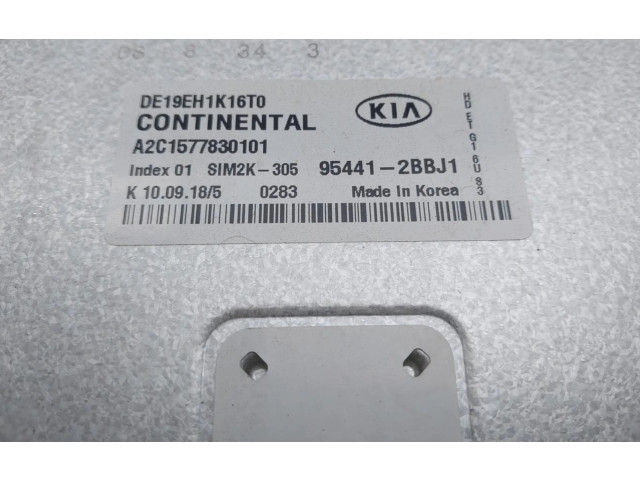 DE19EH1K16T0
CONTINENTAL
KIA
A2C1577830101
Index 01 SIM2K-305 95441-2BBJ1
K 10.09.18/5 0283 Made in Korea